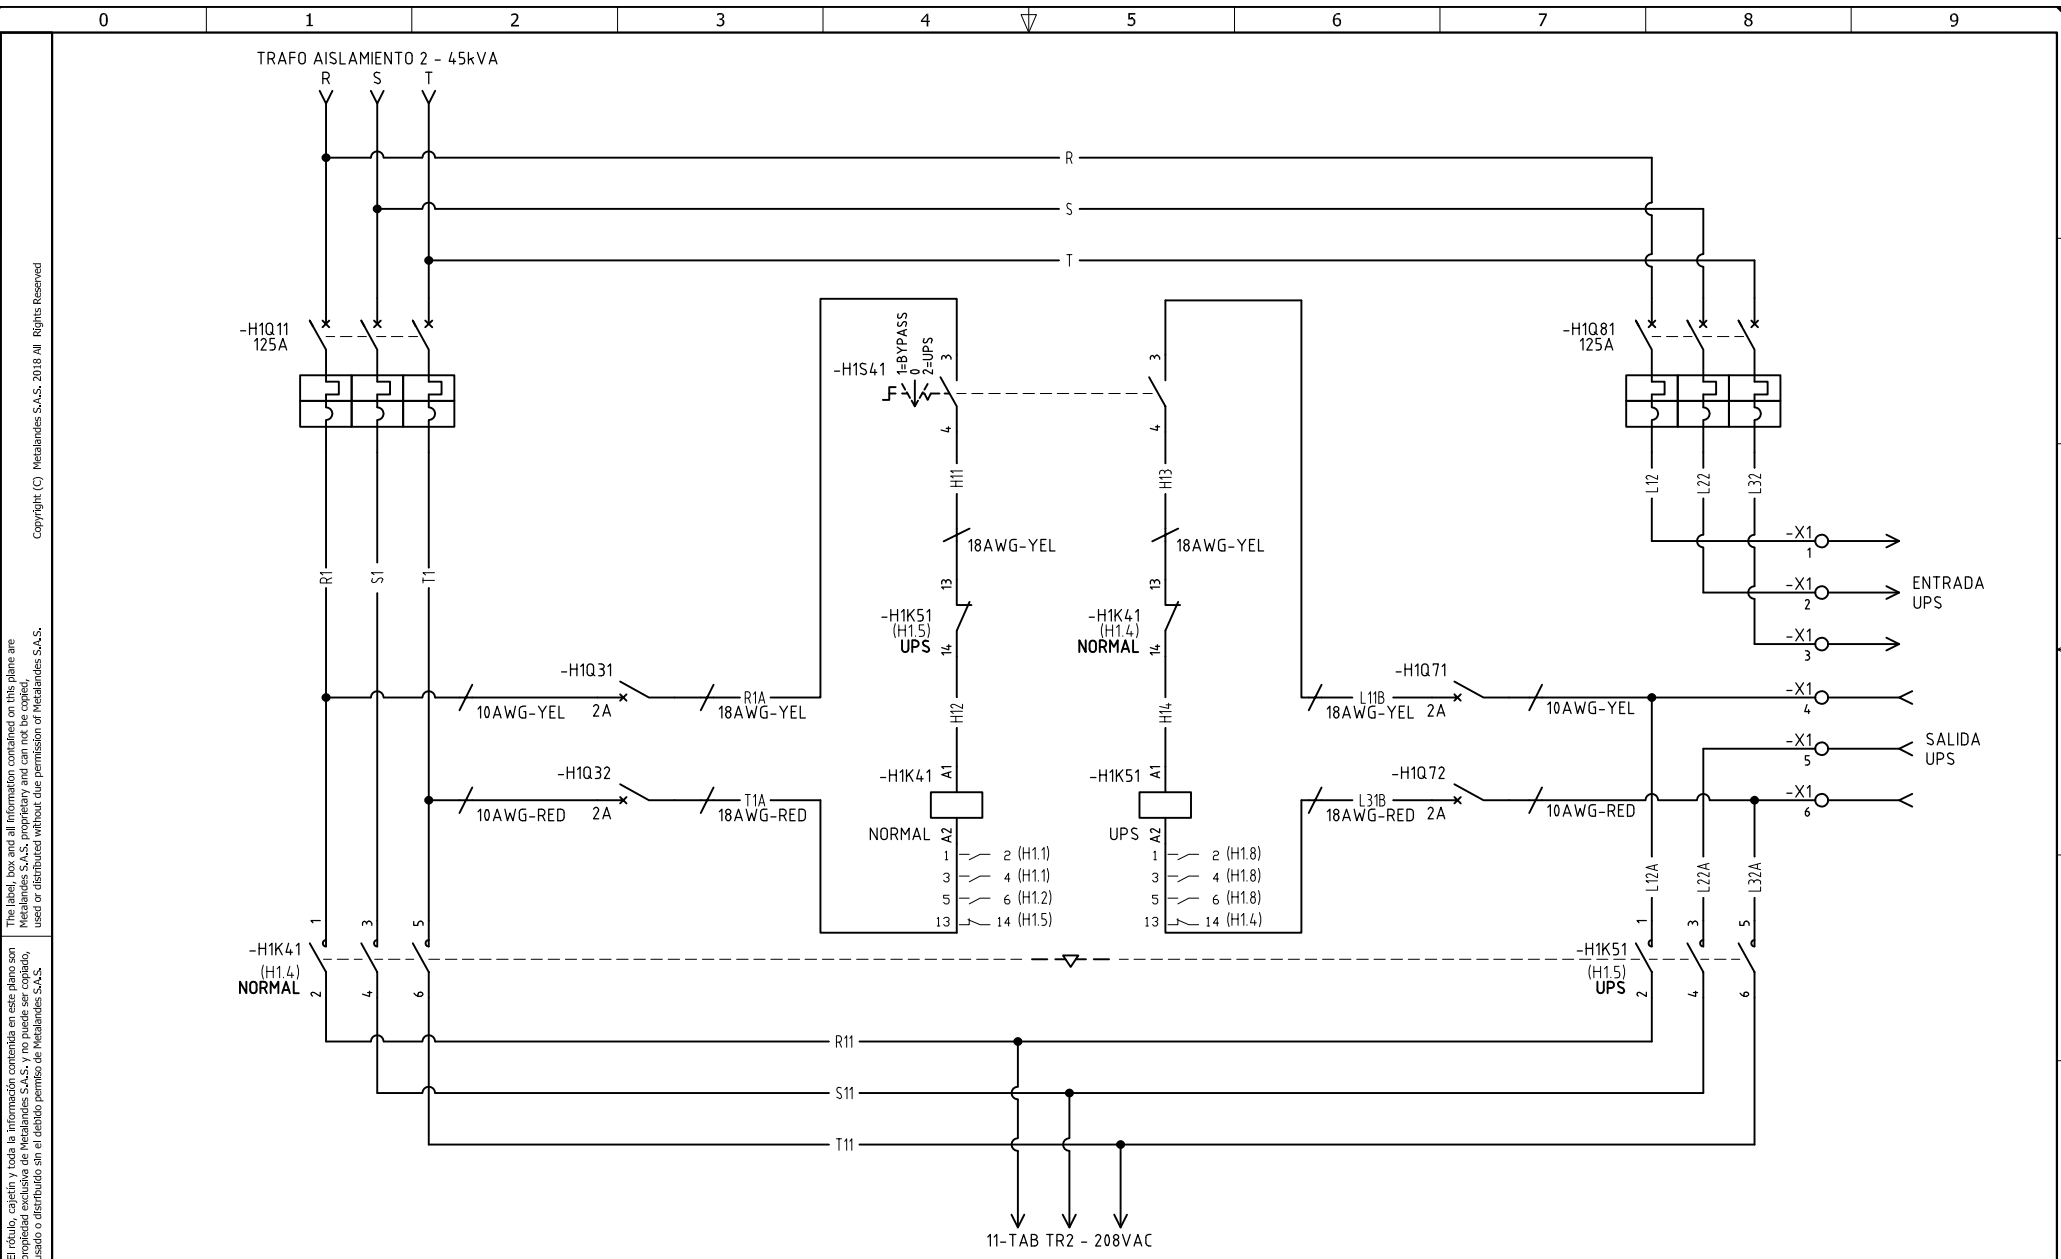 0 1 2 3 4 5 6 7 8 9
TRAFO AISLAMIENTO 2 - 45kVA
R S T
R
S
T
-H1Q11
125A
-H1S41
1=BYPASS
0
2=UPS
3
4
3
4
-H1Q81
125A
H11
H13
L12
L22
L32
18AWG-YEL
18AWG-YEL
R1
S1
T1
-X1
1
-X1
2
-X1
3
ENTRADA
UPS
13
-H1K51
(H1.5)
UPS
14
13
-H1K41
(H1.4)
NORMAL
14
-H1Q31
10AWG-YEL
2A
R1A
18AWG-YEL
H12
H14
L11B
18AWG-YEL
-H1Q71
2A
10AWG-YEL
-X1
4
-X1
5
-X1
6
SALIDA
UPS
-H1Q32
10AWG-RED
2A
T1A
18AWG-RED
-H1K41
A1
NORMAL
A2
1 2 (H1.1)
3 4 (H1.1)
5 6 (H1.2)
13 14 (H1.5)
-H1K51
A1
UPS
A2
1 2 (H1.8)
3 4 (H1.8)
5 6 (H1.8)
13 14 (H1.4)
L31B
18AWG-RED
-H1Q72
2A
10AWG-RED
L12A
L22A
L32A
1
3
5
-H1K41
(H1.4)
NORMAL
2
4
6
1
3
5
-H1K51
(H1.5)
UPS
2
4
6
R11
S11
T11
11-TAB TR2 - 208VAC
Copyright (C) Metalandes S.A.S. 2018 All Rights Reserved
The label, box and all information contained on this plane are
Metalandes S.A.S. proprietary and can not be copied,
used or distributed without due permission of Metalandes S.A.S.
El rótulo, cajetín y toda la información contenida en este plano son
propiedad exclusiva de Metalandes S.A.S. y no puede ser copiado,
usado o distribuido sin el debido permiso de Metalandes S.A.S.